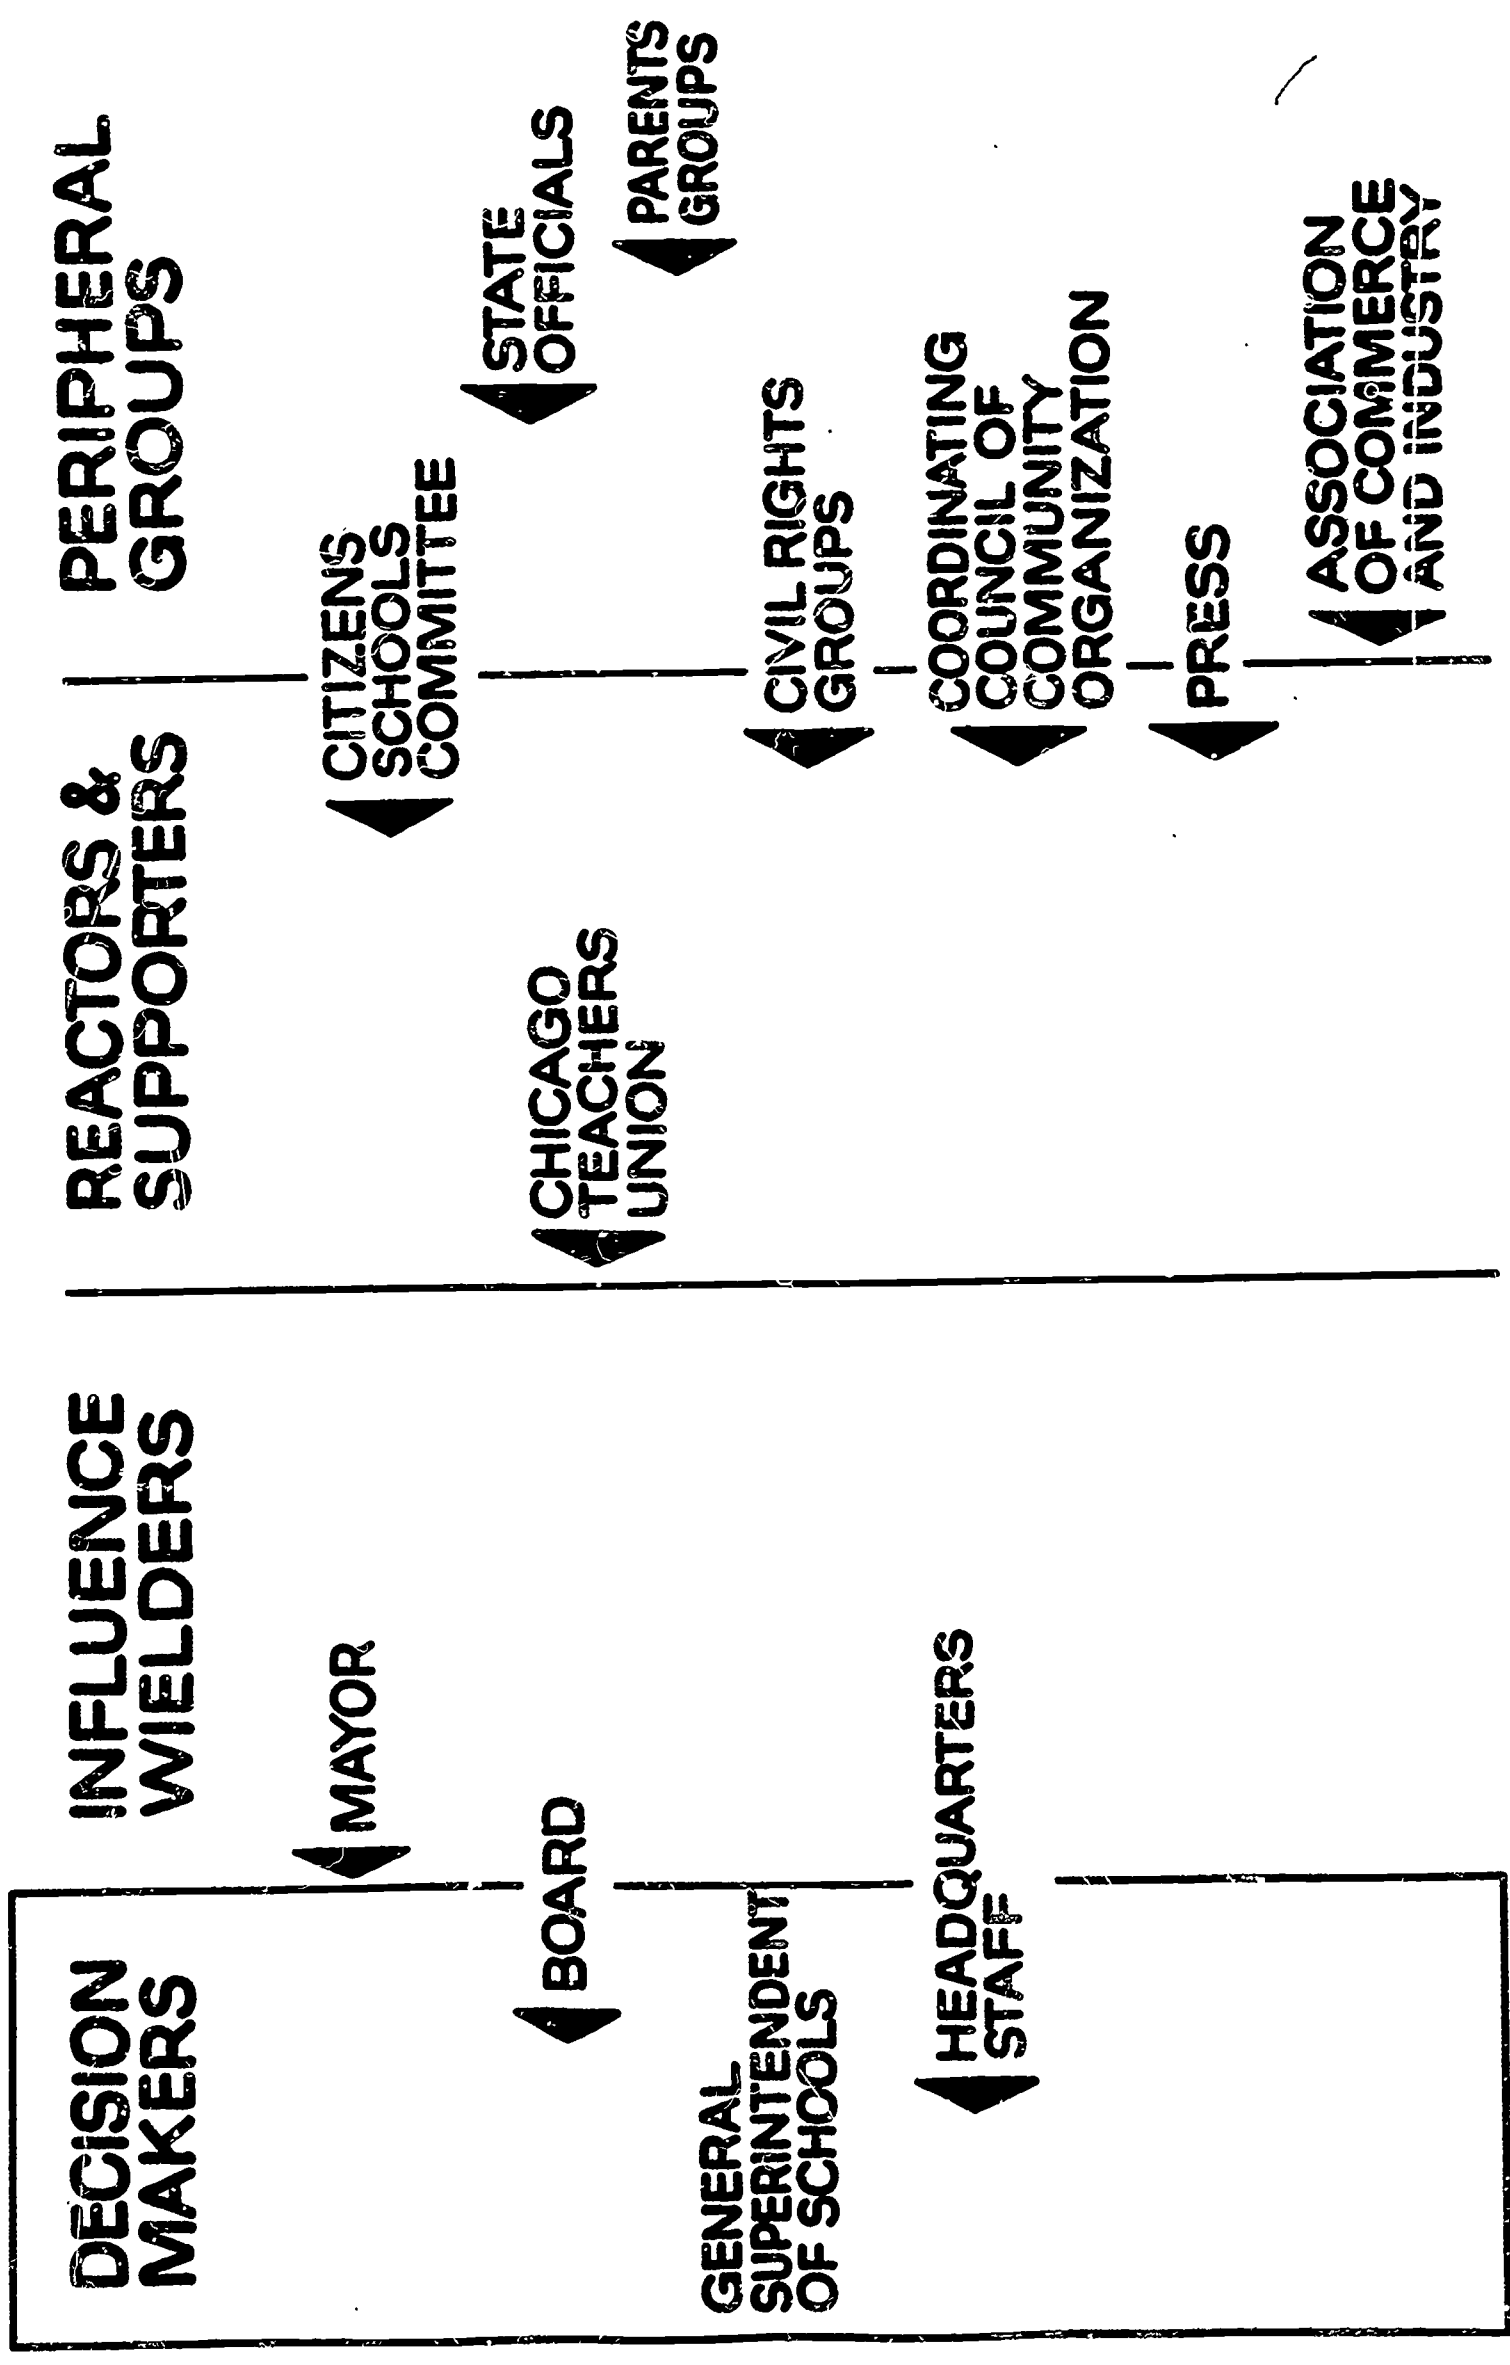 DECISION
MAKERS
INFLUENCE
WIELDERS
REACTORS &
SUPPORTERS
PERIPHERAL
GROUPS
MAYOR
CITIZENS
SCHOOLS
COMMITTEE
STATE
OFFICIALS
BOARD
CHICAGO
TEACHERS
UNION
PARENTS
GROUPS
GENERAL
SUPERINTENDENT
OF SCHOOLS
CIVIL RIGHTS
GROUPS
HEADQUARTERS
STAFF
COORDINATING
COUNCIL OF
COMMUNITY
ORGANIZATION
PRESS
ASSOCIATION
OF COMMERCE
AND INDUSTRY